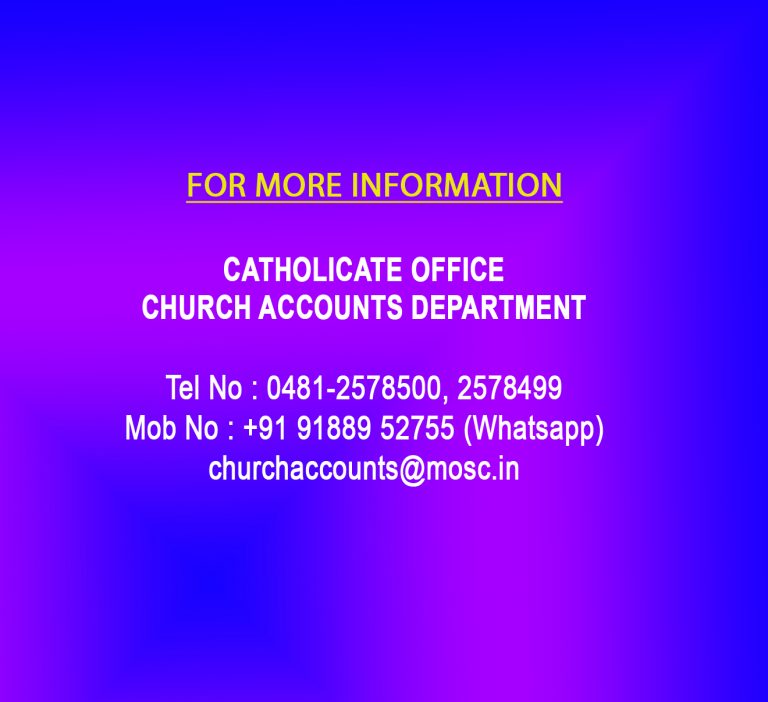 FOR MORE INFORMATION
CATHOLICATE OFFICE
CHURCH ACCOUNTS DEPARTMENT
Tel No : 0481-2578500, 2578499
Mob No : +91 91889 52755 (Whatsapp)
churchaccounts@mosc.in